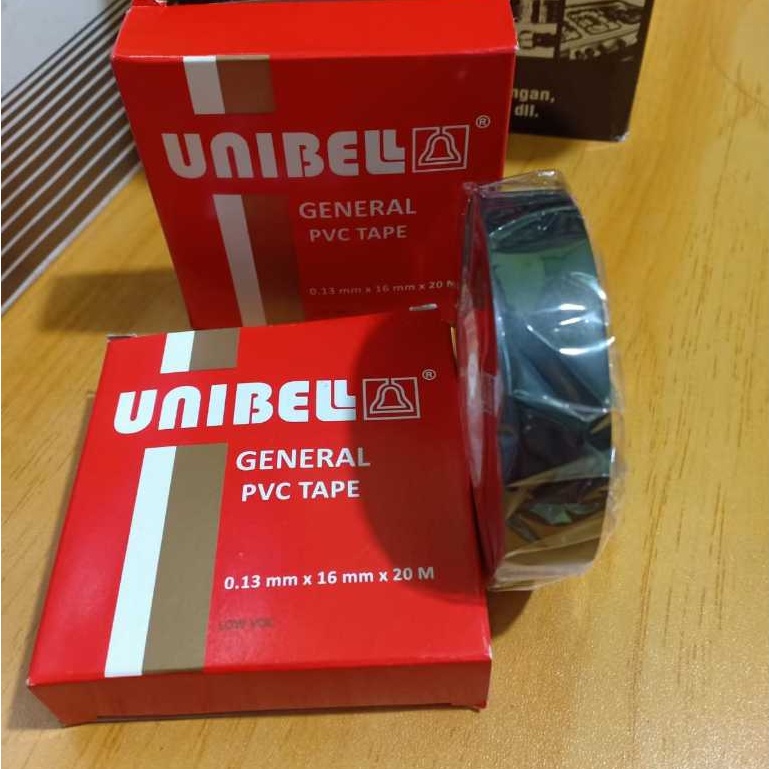 ngan,
dll.
UNIBELL ®
GENERAL
PVC TAPE
0.13 mm x 16 mm x 20 M
UNIBELL ®
GENERAL
PVC TAPE
0.13 mm x 16 mm x 20 M
LOW VOL